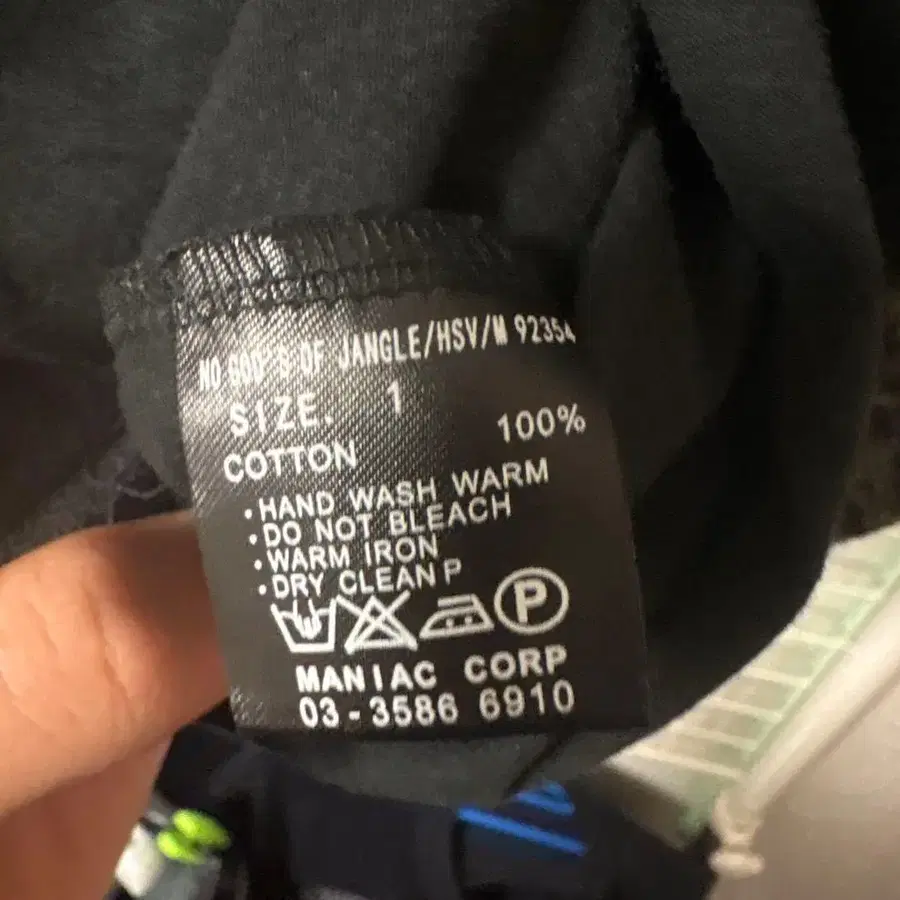 NO GOD'S OF JANGLE/HSV/M 92354
SIZE. 1
100%
COTTON
·HAND WASH WARM
·DO NOT BLEACH
·WARM IRON
·DRY CLEAN P
W P
MANIAC CORP
03-3586 6910